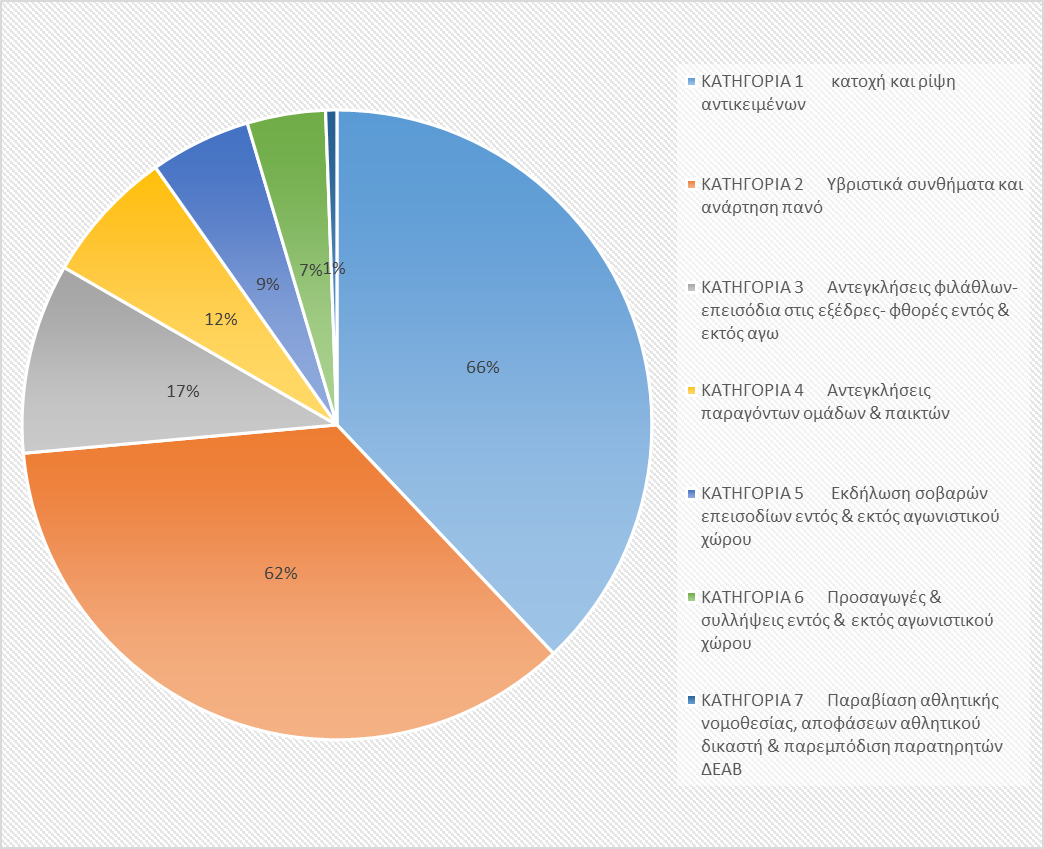 66%
62%
17%
12%
9%
7%
1%
ΚΑΤΗΓΟΡΙΑ 1 κατοχή και ρίψη
αντικειμένων
ΚΑΤΗΓΟΡΙΑ 2 Υβριστικά συνθήματα και
ανάρτηση πανό
ΚΑΤΗΓΟΡΙΑ 3 Αντεγκλήσεις φιλάθλων-
επεισόδια στις εξέδρες- φθορές εντός &
εκτός αγω
ΚΑΤΗΓΟΡΙΑ 4 Αντεγκλήσεις
παραγόντων ομάδων & παικτών
ΚΑΤΗΓΟΡΙΑ 5 Εκδήλωση σοβαρών
επεισοδίων εντός & εκτός αγωνιστικού
χώρου
ΚΑΤΗΓΟΡΙΑ 6 Προσαγωγές &
συλλήψεις εντός & εκτός αγωνιστικού
χώρου
ΚΑΤΗΓΟΡΙΑ 7 Παραβίαση αθλητικής
νομοθεσίας, αποφάσεων αθλητικού
δικαστή & παρεμπόδιση παρατηρητών
ΔΕΑΒ